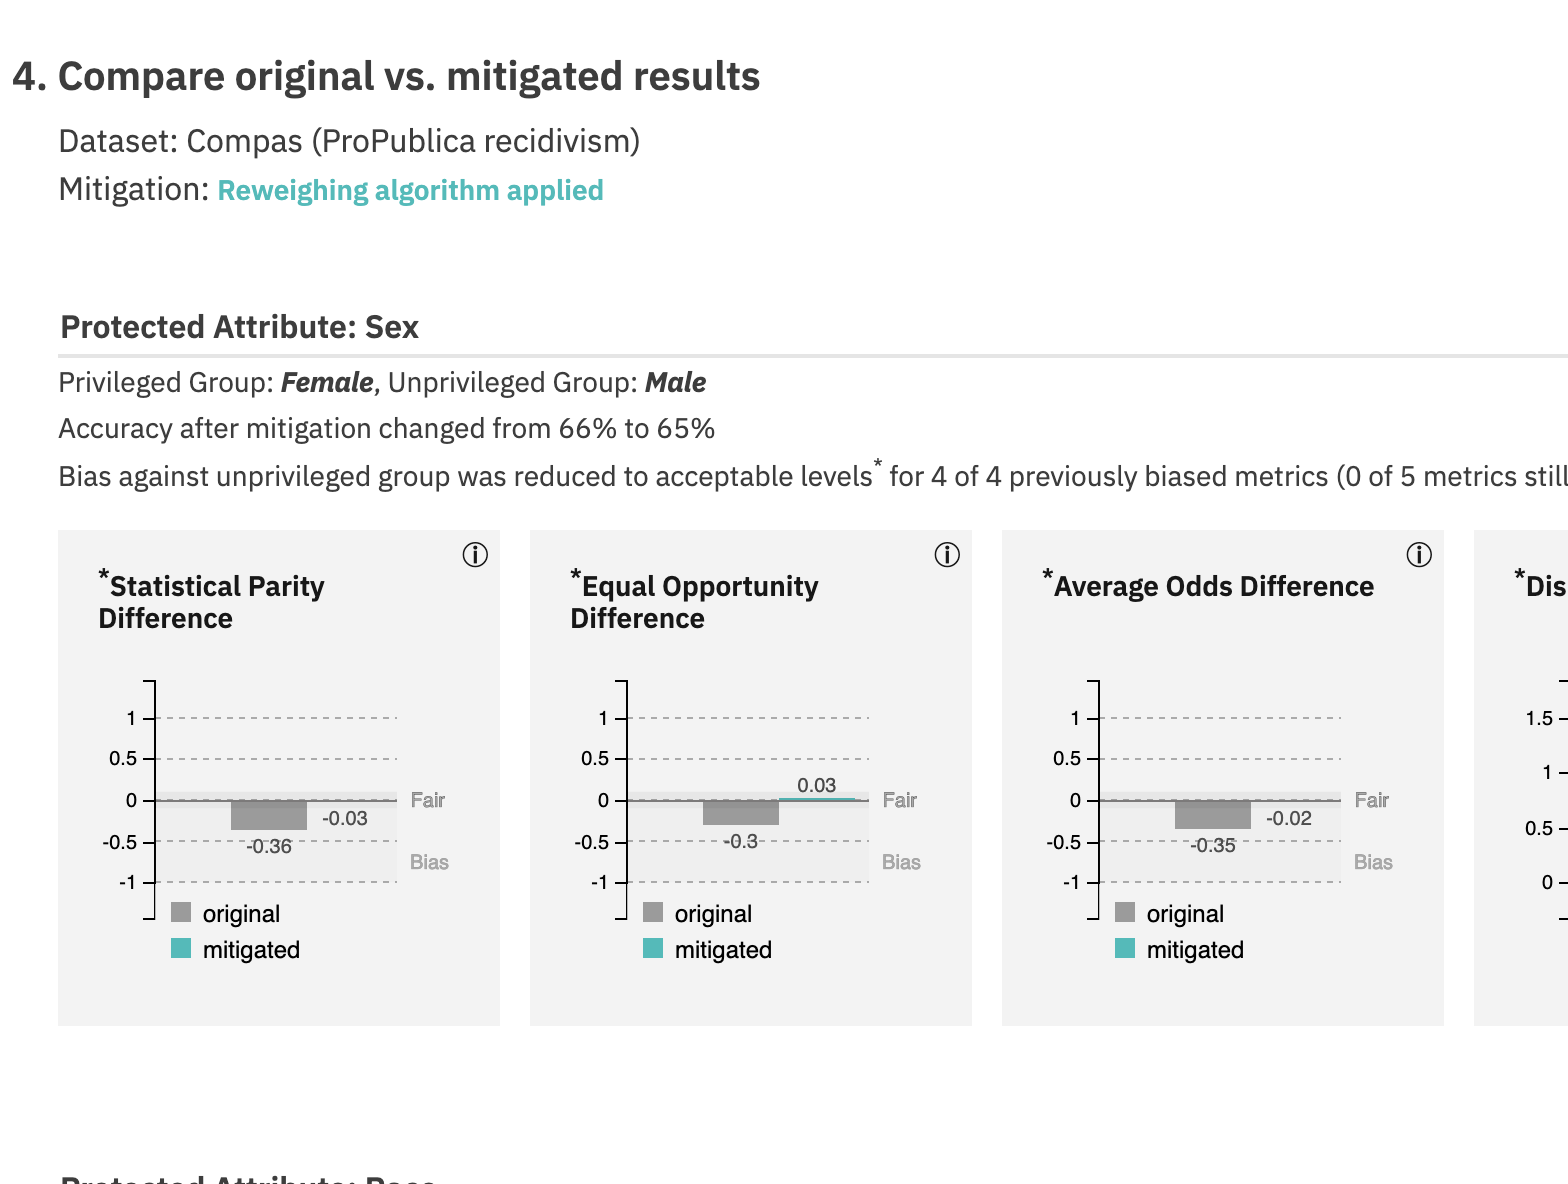 4. Compare original vs. mitigated results
Dataset: Compas (ProPublica recidivism)
Mitigation: Reweighing algorithm applied
Protected Attribute: Sex
Privileged Group: Female, Unprivileged Group: Male
Accuracy after mitigation changed from 66% to 65%
Bias against unprivileged group was reduced to acceptable levels* for 4 of 4 previously biased metrics (0 of 5 metrics still
*Statistical Parity
Difference
1
0.5
0
-0.5
-1
-0.03
-0.36
Fair
Bias
original
mitigated
*Equal Opportunity
Difference
1
0.5
0
-0.5
-1
0.03
-0.3
Fair
Bias
original
mitigated
*Average Odds Difference
1
0.5
0
-0.5
-1
-0.02
-0.35
Fair
Bias
original
mitigated
*Dis
1.5
1
0.5
0
Protected Attribute: Race